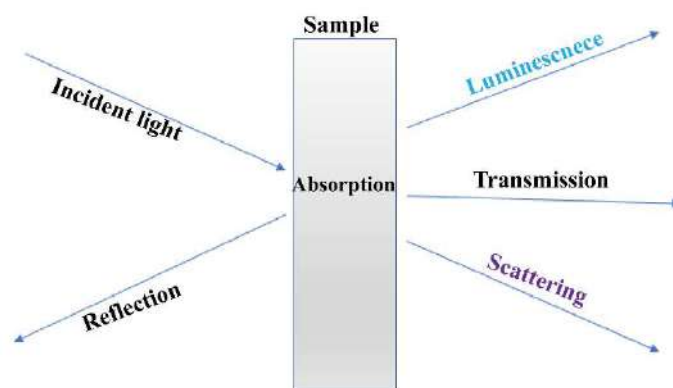 Sample
Incident light
Luminescnece
Absorption
Transmission
Reflection
Scattering